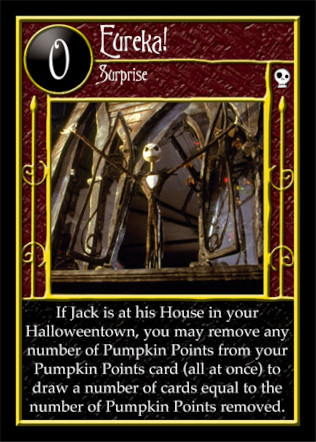 0
Eureka!
Surprise
If Jack is at his House in your
Halloweentown, you may remove any
number of Pumpkin Points from your
Pumpkin Points card (all at once) to
draw a number of cards equal to the
number of Pumpkin Points removed.